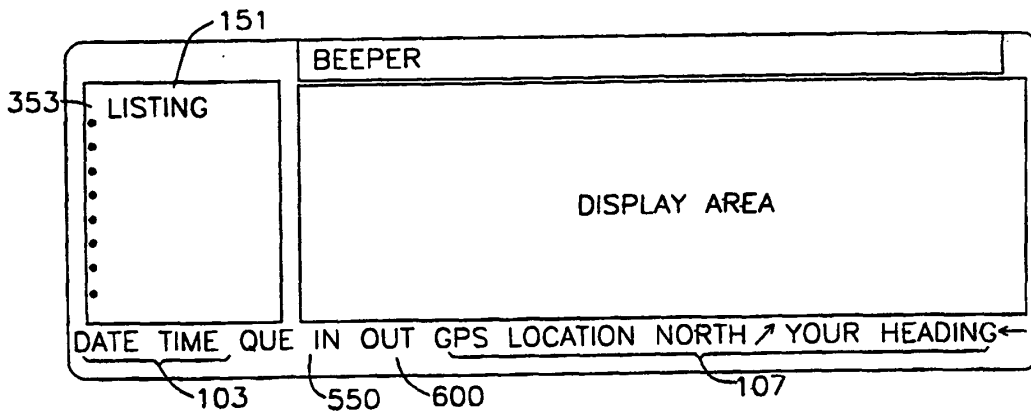 151
BEEPER
353 LISTING
DISPLAY AREA
DATE TIME QUE IN OUT GPS LOCATION NORTH ↗ YOUR HEADING←
103 550 600 107